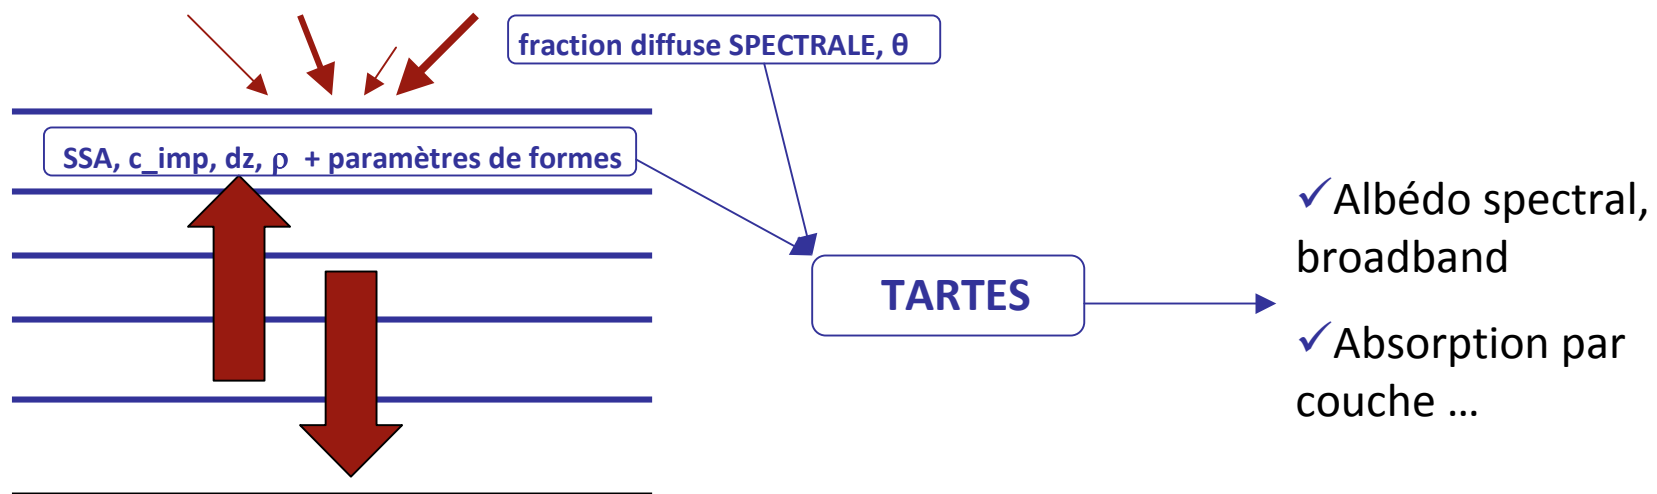 fraction diffuse SPECTRALE, θ
SSA, c_imp, dz, ρ + paramètres de formes
TARTES
✓Albédo spectral,
broadband
✓Absorption par
couche ...